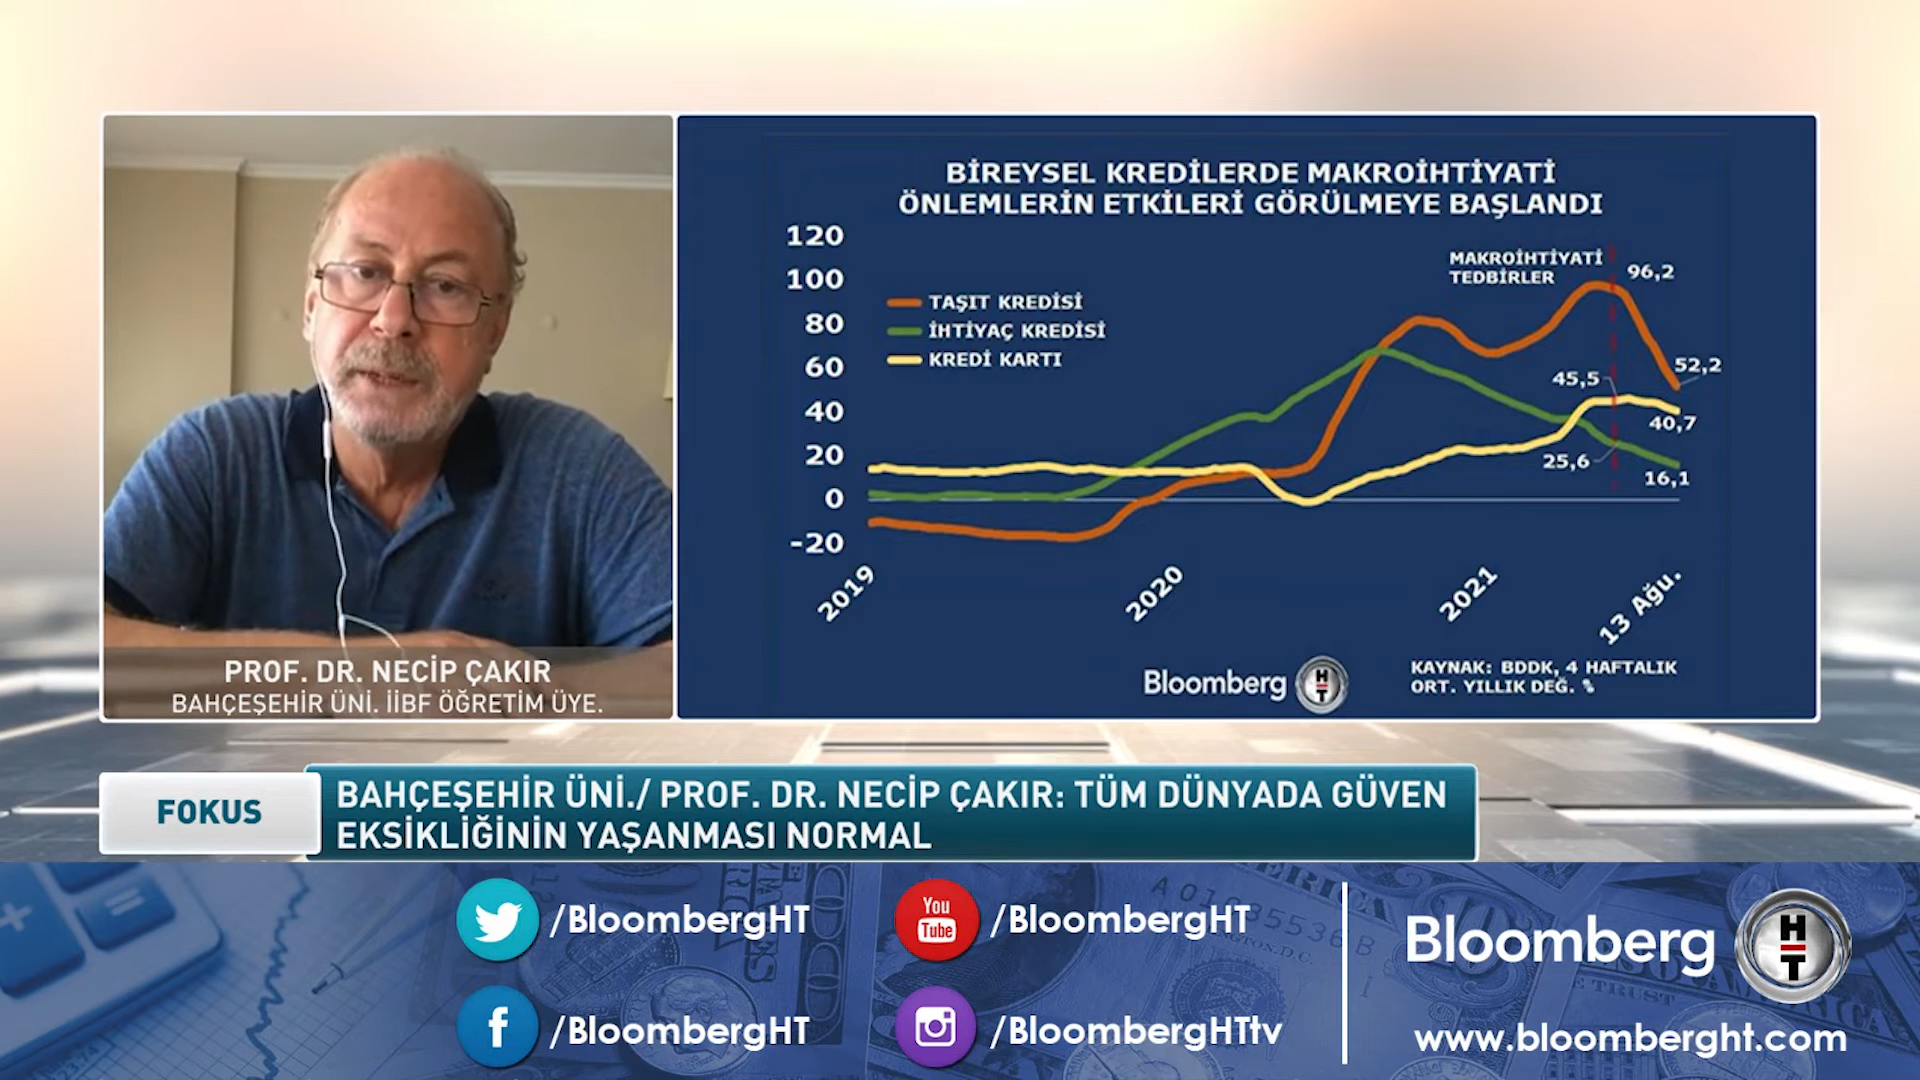 BİREYSEL KREDİLERDE MAKROİHTİYATİ
ÖNLEMLERİN ETKİLERİ GÖRÜLMEYE BAŞLANDI
120
100
80
60
40
20
0
-20
TAŞIT KREDİSİ
İHTİYAÇ KREDİSİ
KREDİ KARTI
MAKROİHTİYATİ
TEDBİRLER
96,2
52,2
45,5
40,7
25,6
16,1
2019
2020
2021
13 Ağu.
Bloomberg HT
KAYNAK: BDDK, 4 HAFTALIK
ORT. YILLIK DEĞ. %
PROF. DR. NECİP ÇAKIR
BAHÇEŞEHİR ÜNİ. İİBF ÖĞRETİM ÜYE.
FOKUS
BAHÇEŞEHİR ÜNİ./ PROF. DR. NECİP ÇAKIR: TÜM DÜNYADA GÜVEN
EKSİKLİĞİNİN YAŞANMASI NORMAL
/BloombergHT
You
Tube
/BloombergHT
f
/BloombergHT
/BloombergHTtv
Bloomberg HT
www.bloomberght.com